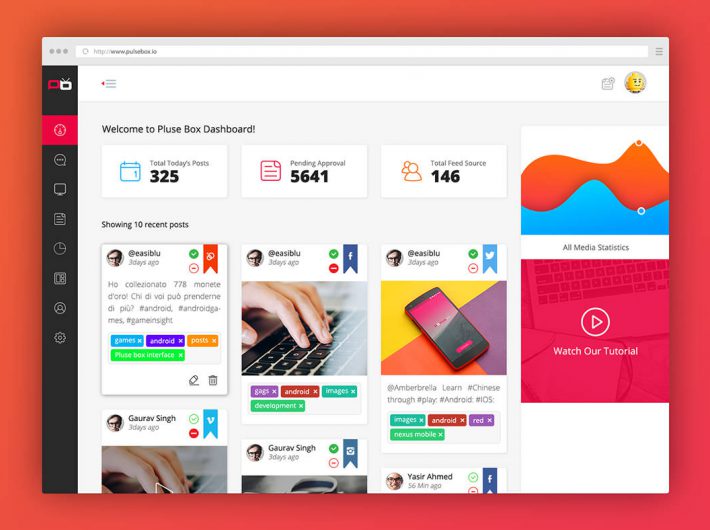 http://www.pulsebox.io
Pb
Welcome to Pluse Box Dashboard!
1
Total Today's Posts
325
Pending Approval
5641
Total Feed Source
146
All Media Statistics
Watch Our Tutorial
Showing 10 recent posts
@easiblu
3days ago
Ho collezionato 778 monete
d'oro! Chi di voi può prenderne
di più? #android, #androidga-
mes, #gameinsight
games × android × posts ×
Pluse box interface ×
Gaurav Singh
3days ago
@easiblu
3days ago
gags × android × images ×
development ×
Gaurav Singh
3days ago
@easiblu
3days ago
@Amberbrella Learn #Chinese
through #play: #Android: #IOS:
images × android × red ×
nexus mobile ×
Yasir Ahmed
56 Min ago